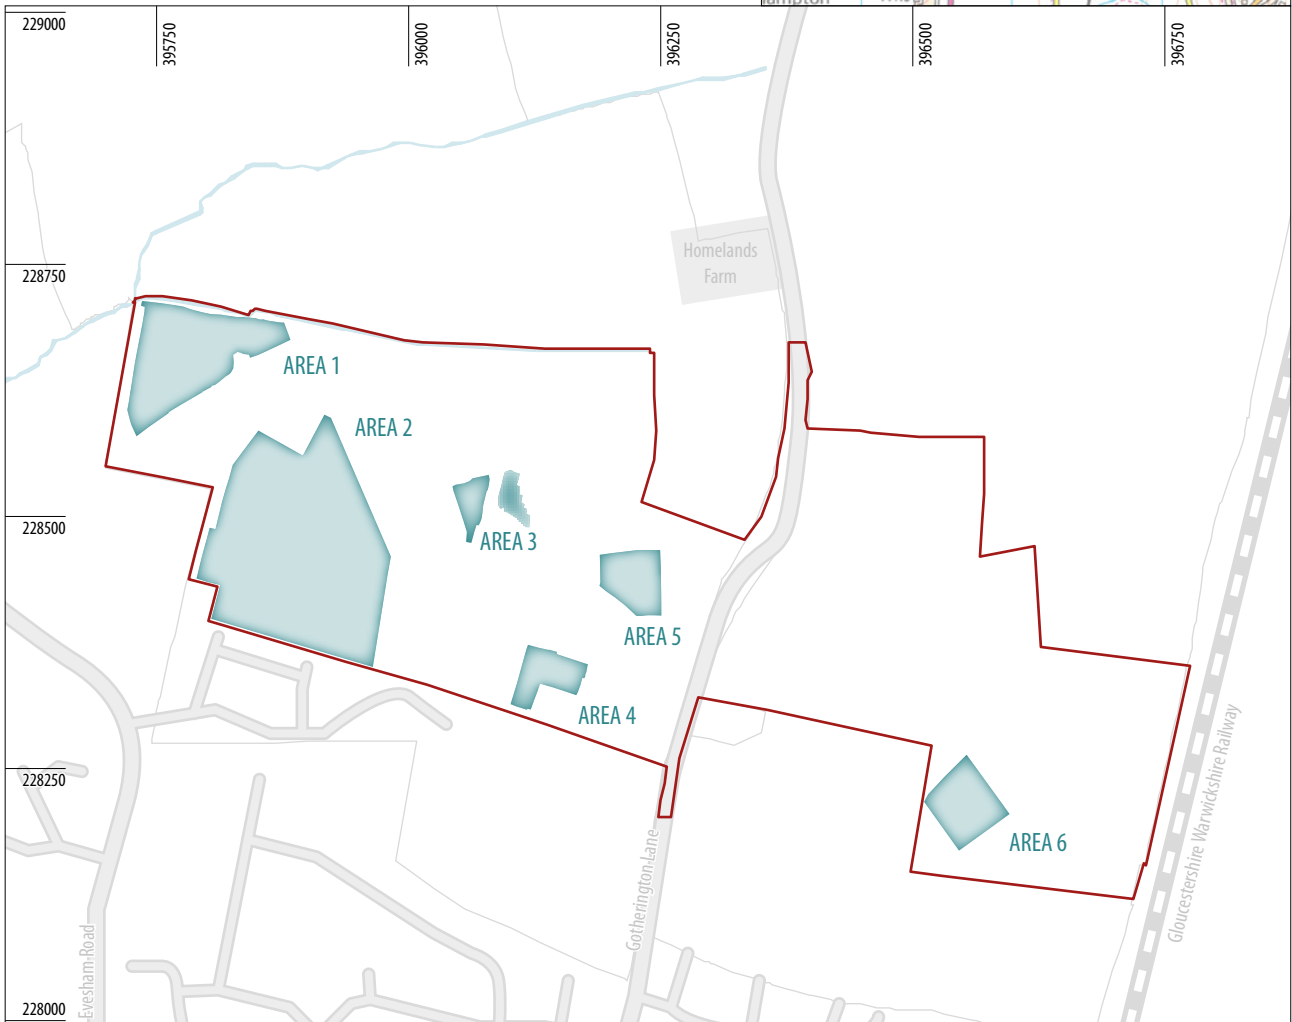 229000
395750
396000
396250
396500
396750
Homelands
Farm
228750
AREA 1
AREA 2
228500
AREA 3
AREA 5
AREA 4
228250
AREA 6
Gotherington Lane
Gloucestershire Warwickshire Railway
Evesham Road
228000